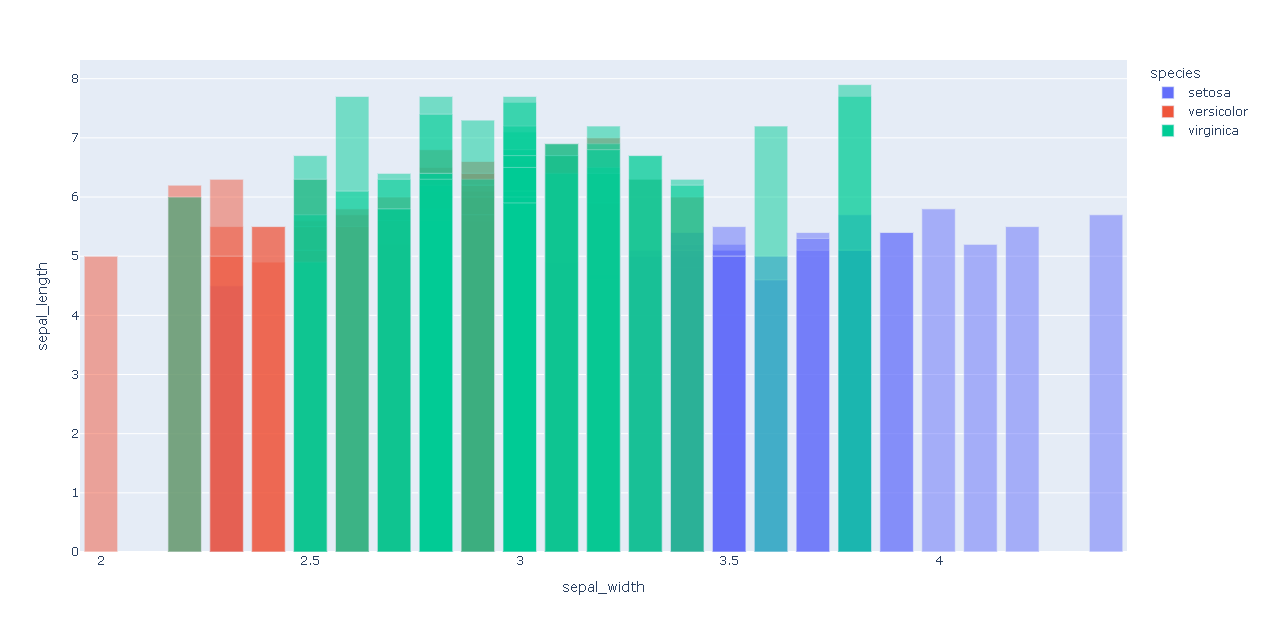 species
setosa
versicolor
virginica
sepal_length
8
7
6
5
4
3
2
1
0
2
2.5
3
3.5
4
sepal_width